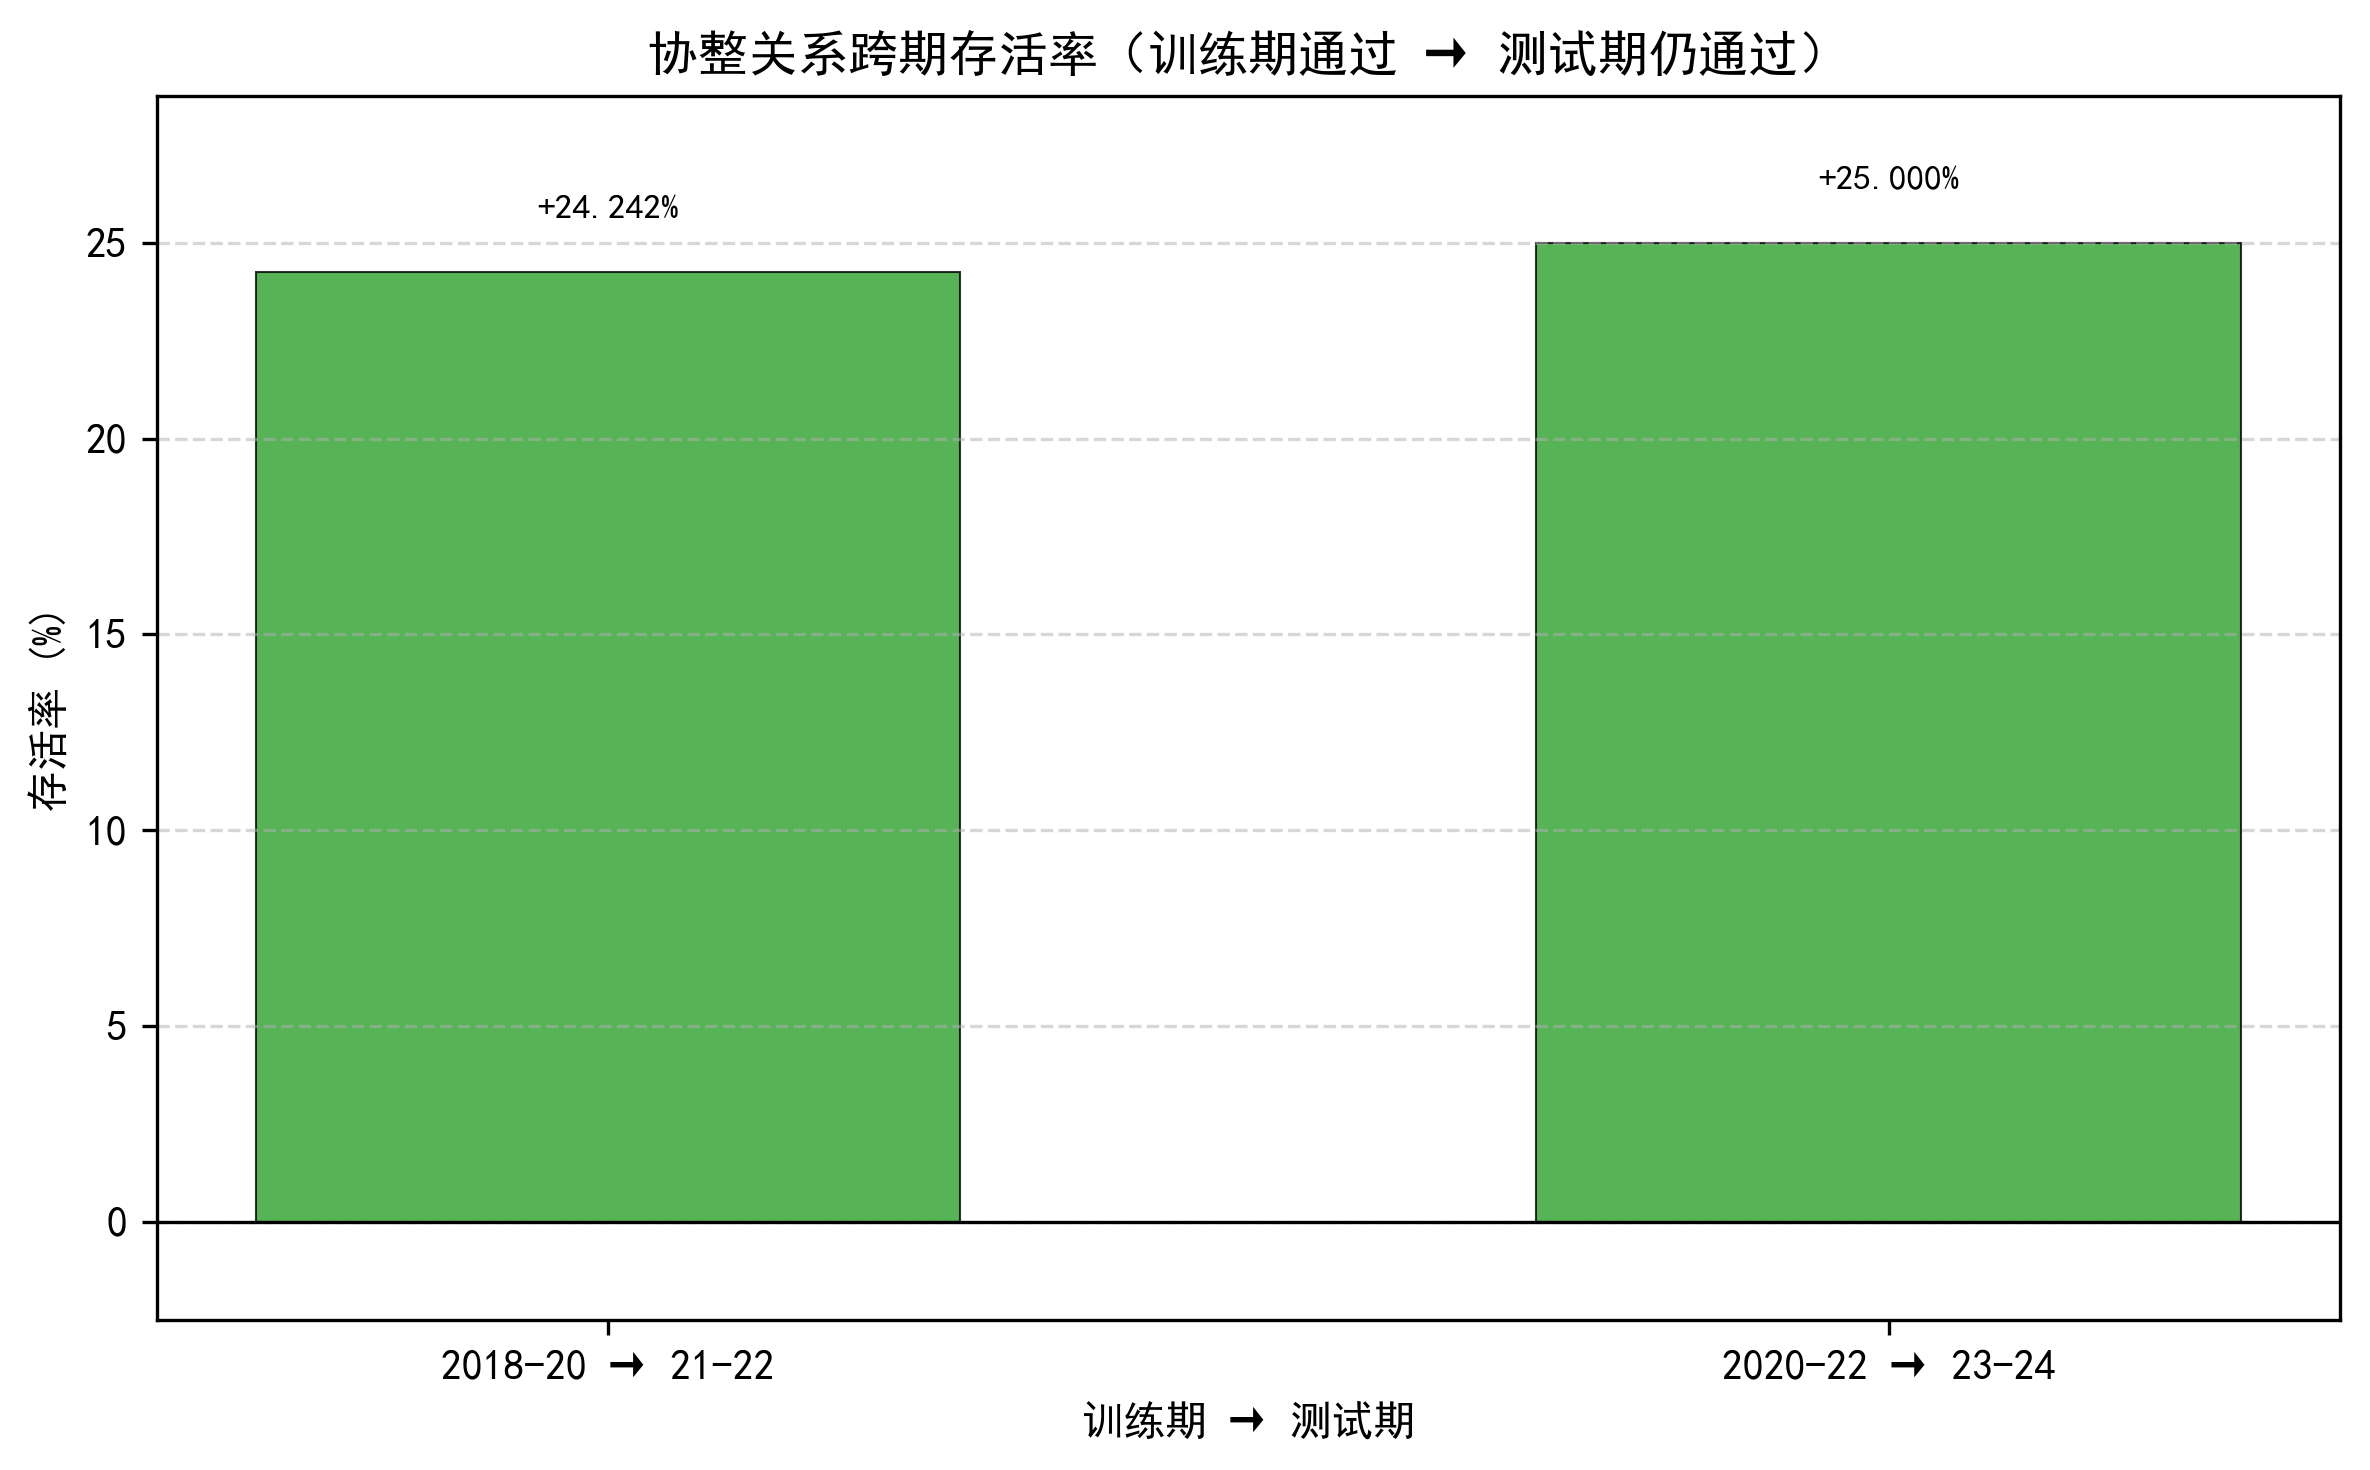 协整关系跨期存活率（训练期通过 → 测试期仍通过）
+24.242%
+25.000%
25
20
15
10
5
0
存活率 (%)
2018-20 → 21-22
2020-22 → 23-24
训练期 → 测试期